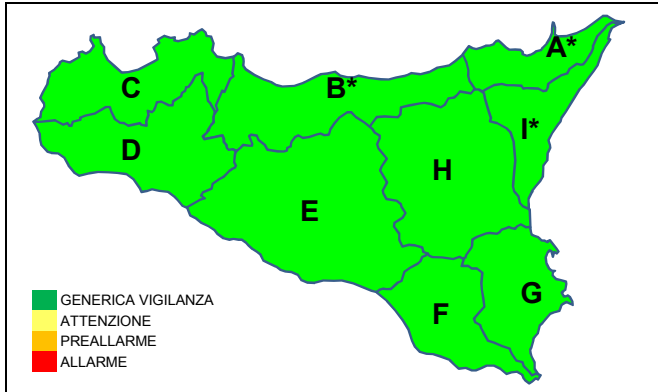 A*
C
B*
I*
D
H
E
G
F
GENERICA VIGILANZA
ATTENZIONE
PREALLARME
ALLARME